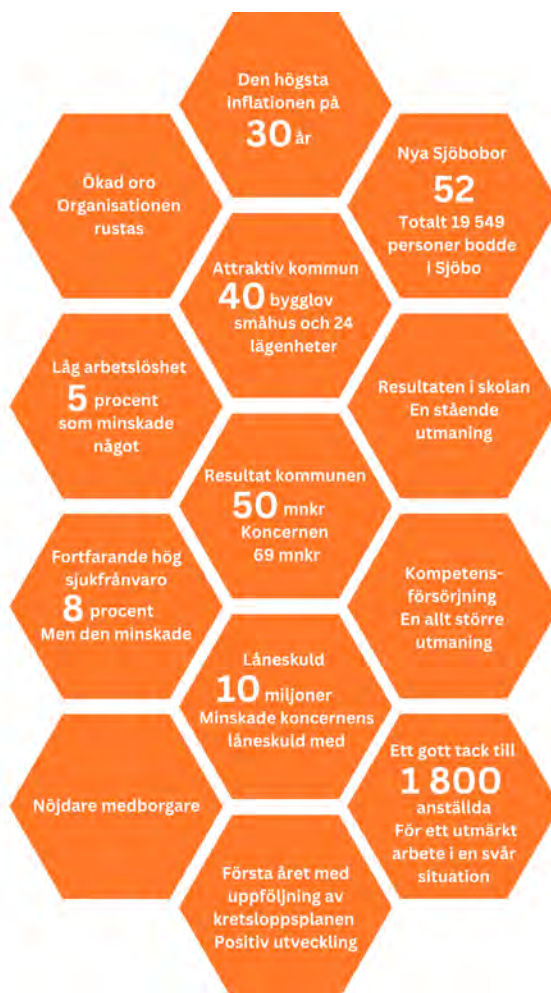 Den högsta
inflationen på
30 år
Ökad oro
Organisationen
rustas
Nya Sjöbobor
52
Totalt 19 549
personer bodde
i Sjöbo
Attraktiv kommun
40 bygglov
småhus och 24
lägenheter
Låg arbetslöshet
5 procent
som minskade
något
Resultaten i skolan
En stående
utmaning
Resultat kommunen
50 mnkr
Koncernen
69 mnkr
Fortfarande hög
sjukfrånvaro
8 procent
Men den minskade
Kompetens-
försörjning
En allt större
utmaning
Låneskuld
10 miljoner
Minskade koncernens
låneskuld med
Nöjdare medborgare
Ett gott tack till
1 800
anställda
För ett utmärkt
arbete i en svår
situation
Första året med
uppföljning av
kretsloppsplanen
Positiv utveckling